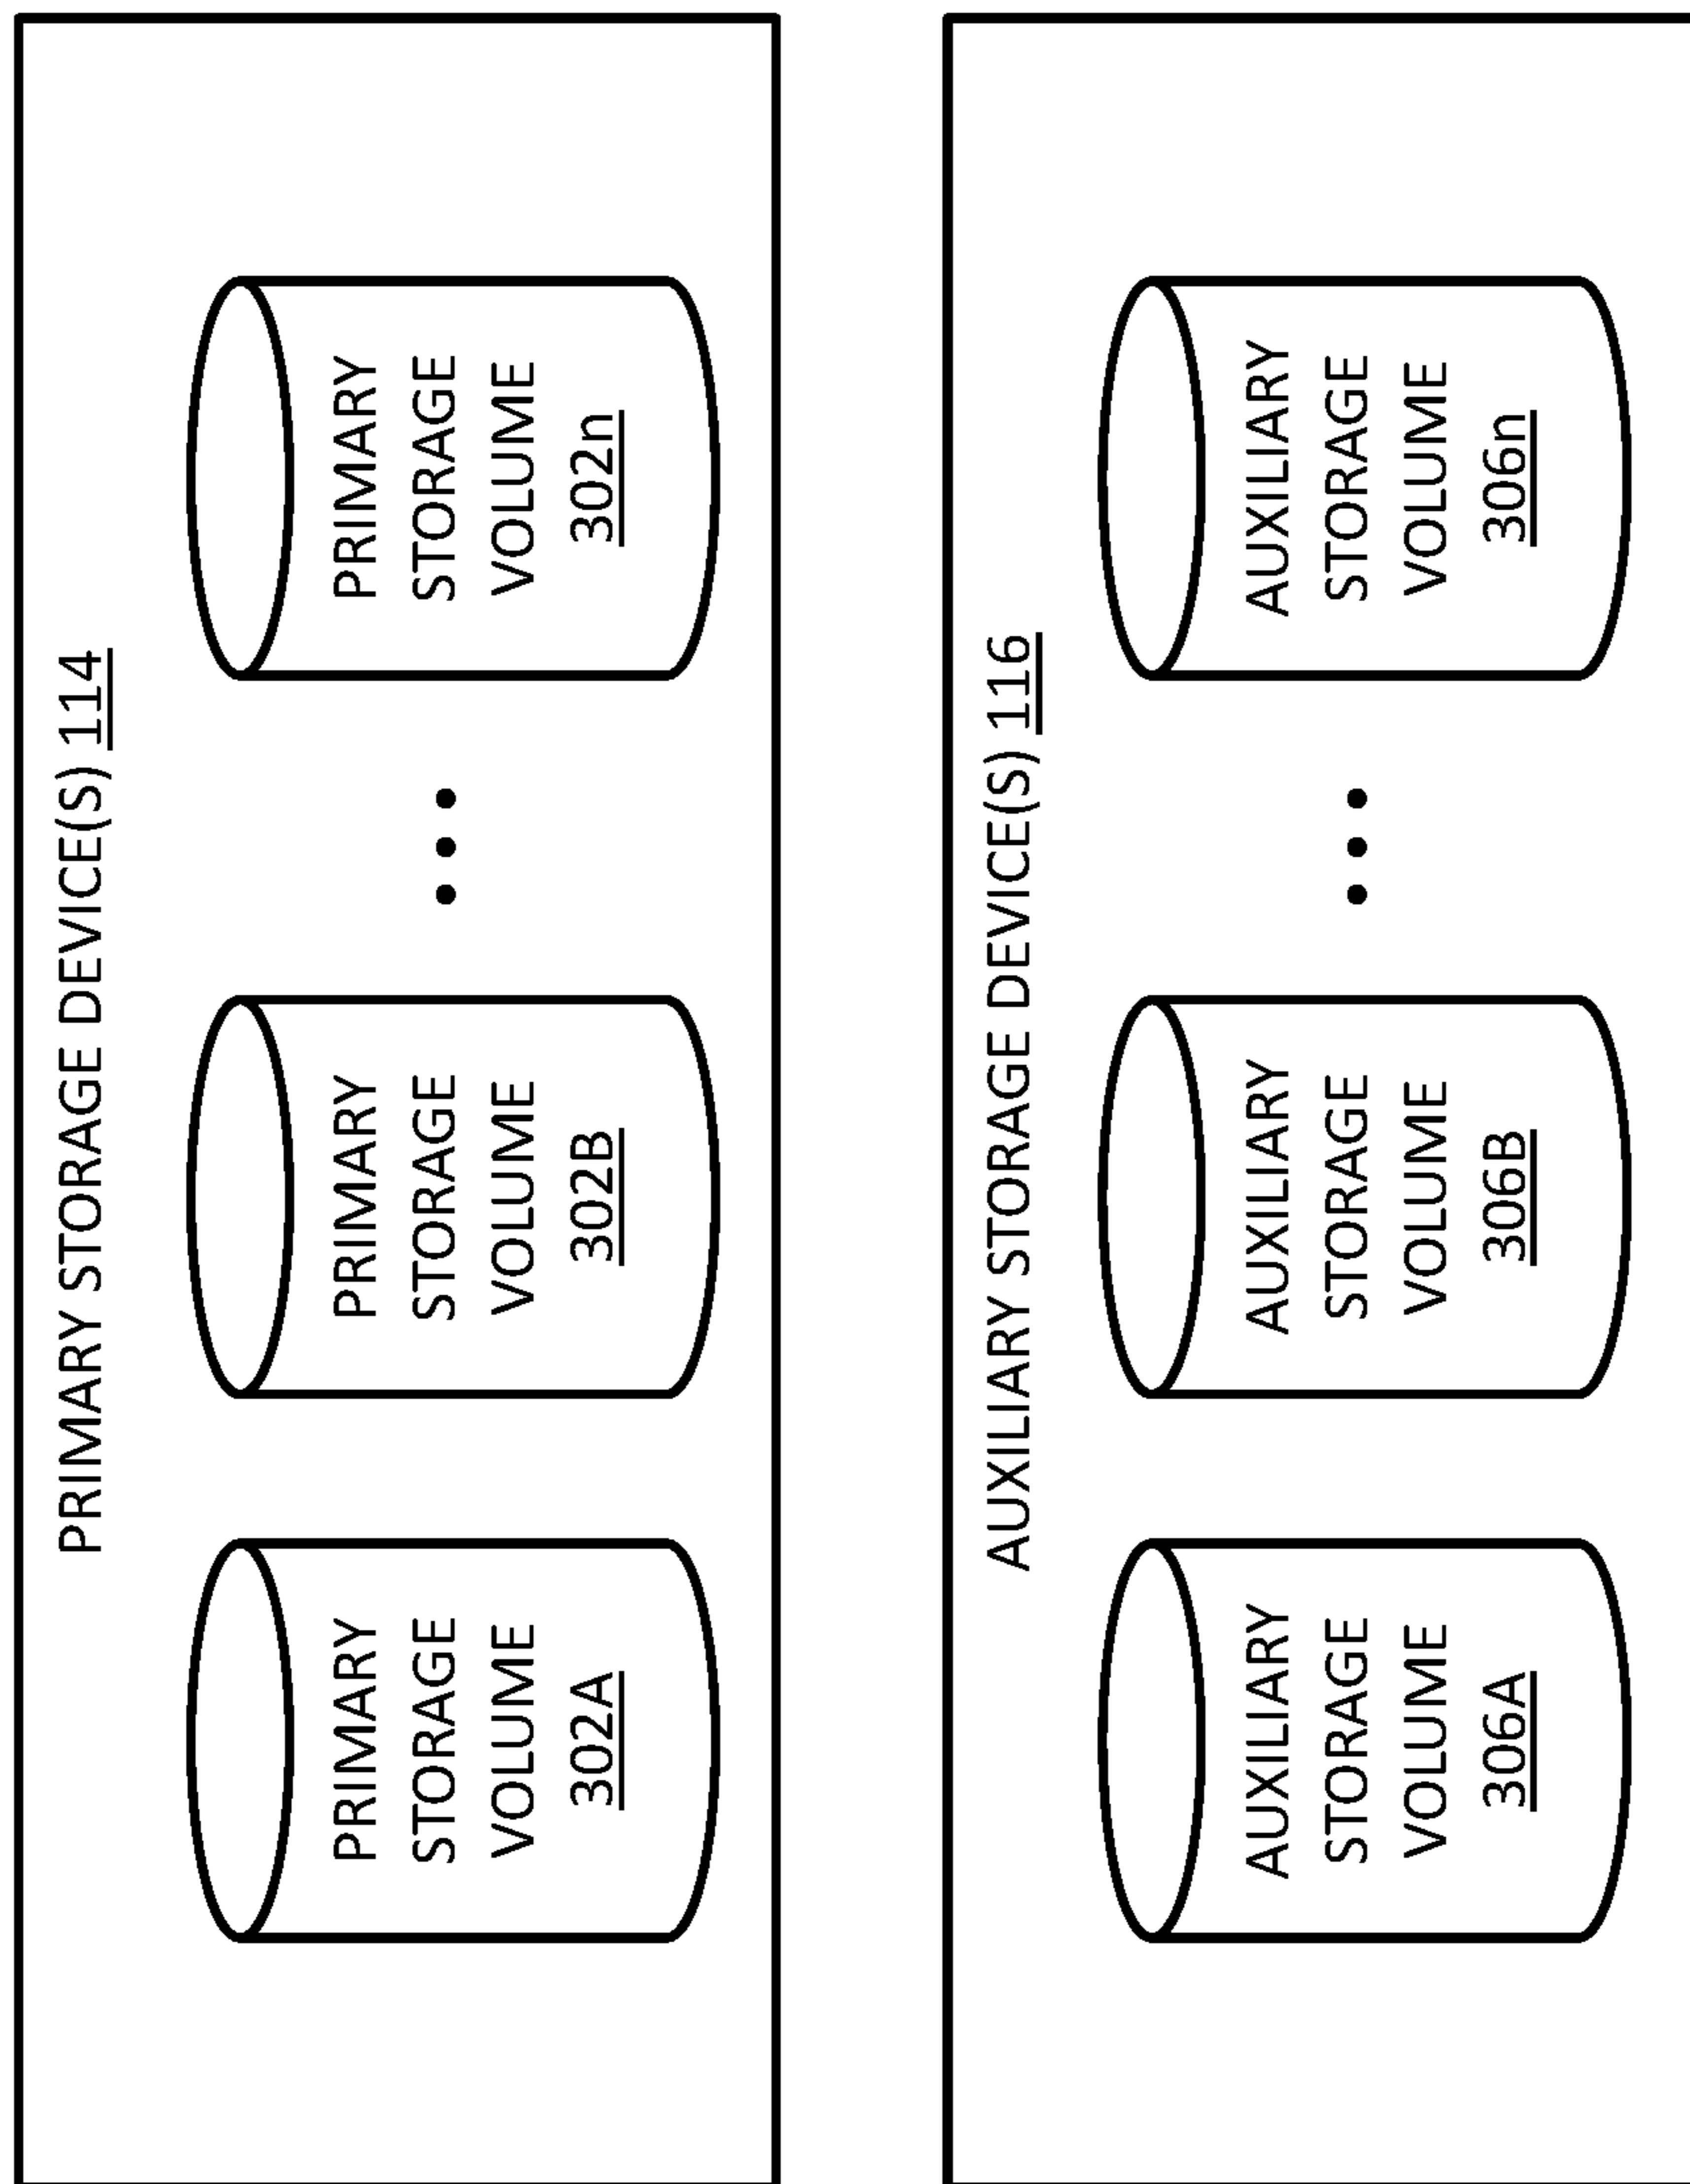 PRIMARY STORAGE DEVICE(S) 114
PRIMARY
STORAGE
VOLUME
302A
PRIMARY
STORAGE
VOLUME
302B
PRIMARY
STORAGE
VOLUME
302n
AUXILIARY STORAGE DEVICE(S) 116
AUXILIARY
STORAGE
VOLUME
306A
AUXILIARY
STORAGE
VOLUME
306B
AUXILIARY
STORAGE
VOLUME
306n